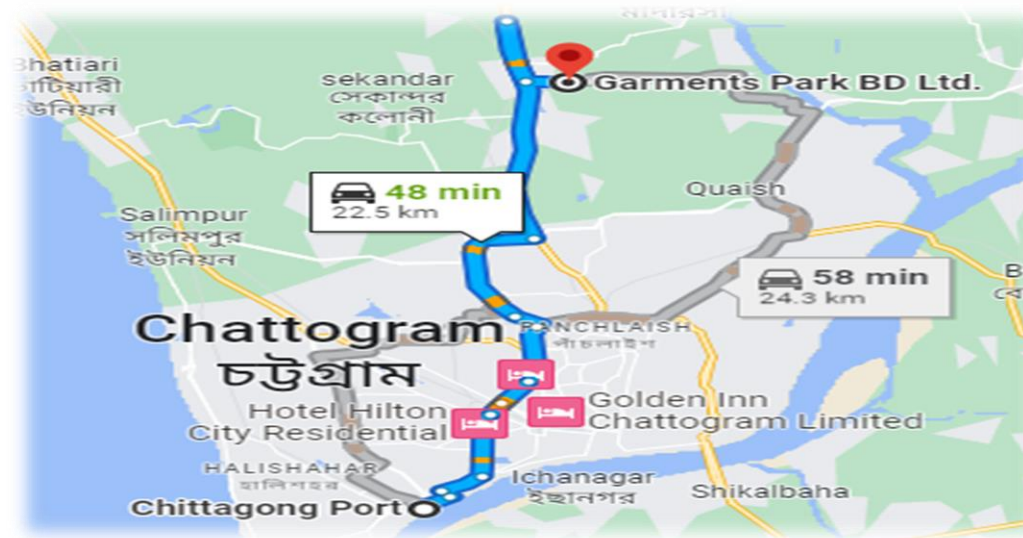 মাদারসা
Bhatiari
ভাটিয়ারী
ইউনিয়ন
sekandar
সেকান্দর
কলোনী
Garments Park BD Ltd.
48 min
22.5 km
Quaish
Salimpur
সলিমপুর
ইউনিয়ন
58 min
24.3 km
Chattogram
চট্টগ্রাম
PANCHLAISH
পাঁচলাইশ
Hotel Hilton
City Residential
Golden Inn
Chattogram Limited
HALISHAHAR
হালিশহর
Ichanagar
ইছানগর
Shikalbaha
Chittagong Port